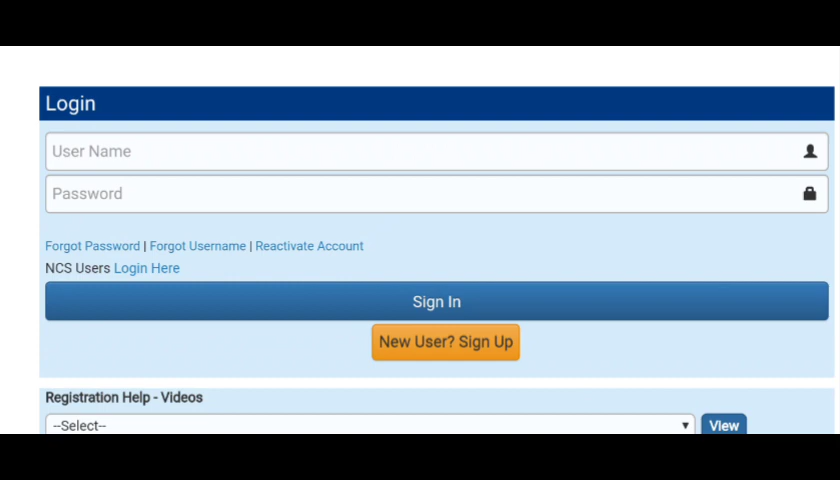 Login
User Name
Password
Forgot Password | Forgot Username | Reactivate Account
NCS Users Login Here
Sign In
New User? Sign Up
Registration Help - Videos
--Select-- View